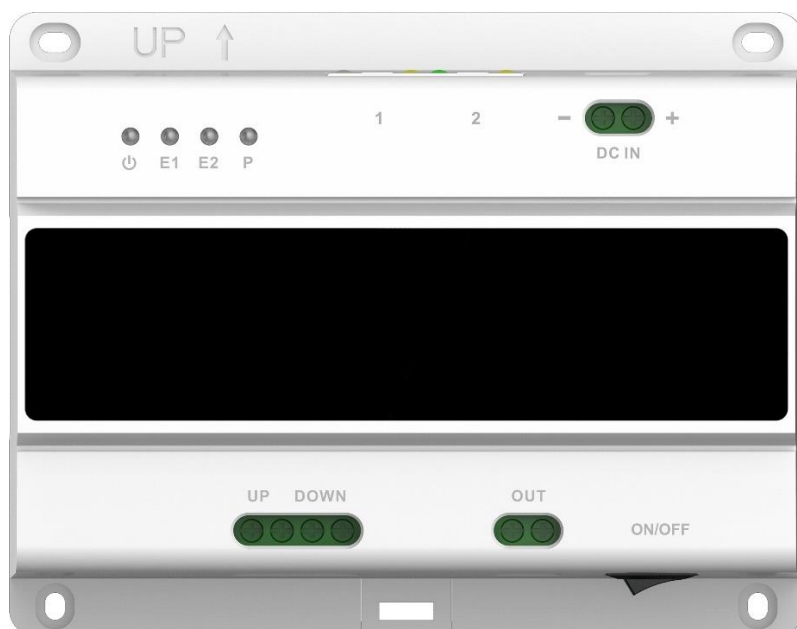 UP ↑
1 2 - +
DC IN
⏻ E1 E2 P
UP DOWN
OUT
ON/OFF